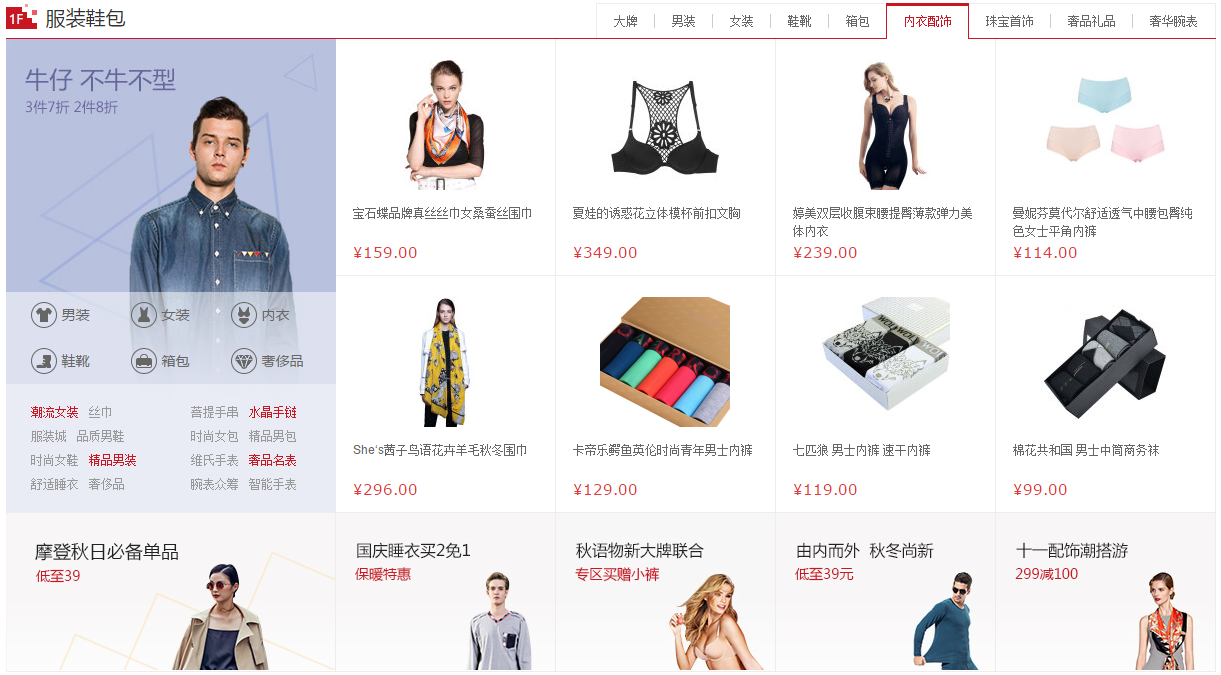 1F 服装鞋包
大牌 男装 女装 鞋靴 箱包 内衣配饰 珠宝首饰 奢品礼品 奢华腕表
牛仔 不牛不型
3件7折 2件8折
男装 女装 内衣
鞋靴 箱包 奢侈品
潮流女装 丝巾 菩提手串 水晶手链
服装城 品质男鞋 时尚女包 精品男包
时尚女鞋 精品男装 维氏手表 奢品名表
舒适睡衣 奢侈品 腕表众筹 智能手表
宝石蝶品牌真丝丝巾女桑蚕丝围巾
¥159.00
夏娃的诱惑花立体模杯前扣文胸
¥349.00
婷美双层收腹束腰提臀薄款弹力美
体内衣
¥239.00
曼妮芬莫代尔舒适透气中腰包臀纯
色女士平角内裤
¥114.00
She's茜子鸟语花卉羊毛秋冬围巾
¥296.00
卡帝乐鳄鱼英伦时尚青年男士内裤
¥129.00
七匹狼 男士内裤 速干内裤
¥119.00
棉花共和国 男士中筒商务袜
¥99.00
摩登秋日必备单品
低至39
国庆睡衣买2免1
保暖特惠
秋语物新大牌联合
专区买赠小裤
由内而外 秋冬尚新
低至39元
十一配饰潮搭游
299减100